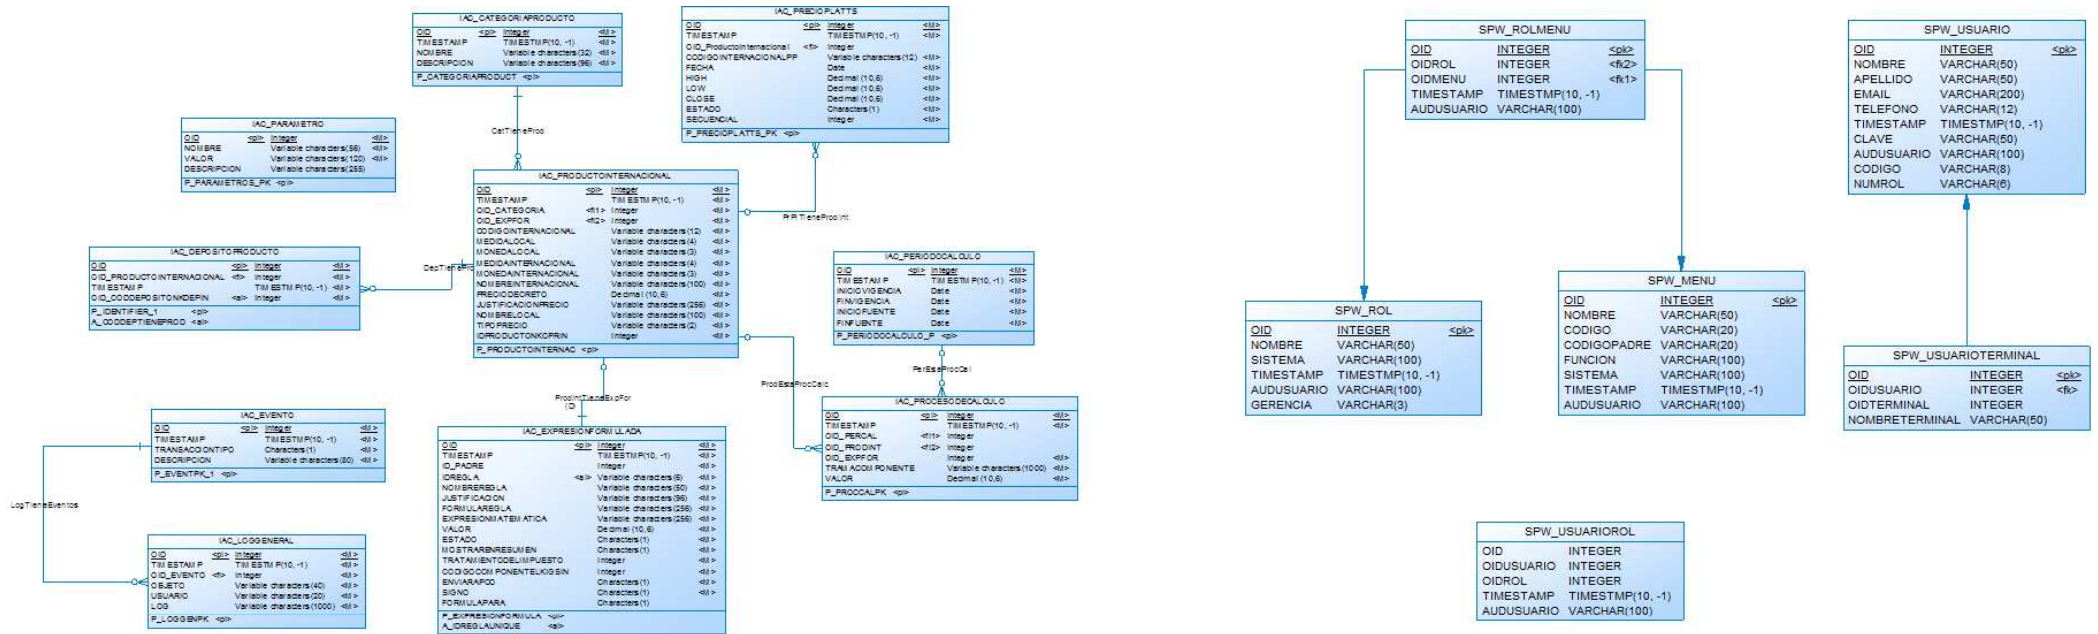 IAC_CATEGORIAPRODUCTO
OID <pi> Integer <M>
TIMESTAMP TIMESTMP(10, -1) <M>
NOMBRE Variable characters(32) <M>
DESCRIPCION Variable characters(96) <M>
P_CATEGORIAPRODUCT <pi>
IAC_PRECIOPLATTS
OID <pi> Integer <M>
TIMESTAMP TIMESTMP(10, -1) <M>
OID_ProductoInternacional <fi> Integer
CODIGOINTERNACIONALPP Variable characters(12) <M>
FECHA Date <M>
HIGH Decimal (10,6) <M>
LOW Decimal (10,6) <M>
CLOSE Decimal (10,6) <M>
ESTADO Characters(1) <M>
SECUENCIAL Integer <M>
P_PRECIOPLATTS_PK <pi>
CatTieneProd
IAC_PARAMETRO
OID <pi> Integer <M>
NOMBRE Variable characters(56) <M>
VALOR Variable characters(120) <M>
DESCRIPCION Variable characters(255)
P_PARAMETROS_PK <pi>
IAC_PRODUCTOINTERNACIONAL
OID <pi> Integer <M>
TIMESTAMP TIMESTMP(10, -1) <M>
OID_CATEGORIA <fi1> Integer <M>
OID_EXPFOR <fi2> Integer <M>
CODIGOINTERNACIONAL Variable characters(12) <M>
MEDIDALOCAL Variable characters(4) <M>
MONEDALOCAL Variable characters(3) <M>
MEDIDAINTERNACIONAL Variable characters(4) <M>
MONEDAINTERNACIONAL Variable characters(3) <M>
NOMBREINTERNACIONAL Variable characters(100) <M>
PRECIODECRETO Decimal (10,6) <M>
JUSTIFICACIONPRECIO Variable characters(256) <M>
NOMBRELOCAL Variable characters(100) <M>
TIPOPRECIO Variable characters(2) <M>
IDPRODUCTONKOPRIN Integer <M>
P_PRODUCTOINTERNAC <pi>
PrPlTieneProdInt
IAC_DEPOSITOPRODUCTO
OID <pi> Integer <M>
OID_PRODUCTOINTERNACIONAL <fi> Integer <M>
TIMESTAMP TIMESTMP(10, -1) <M>
OID_CODDEPOSITONKDEPIN <ai> Integer <M>
P_IDENTIFIER_1 <pi>
A_CODDEPTIENEPROD <ai>
DepTienePro
IAC_PERIODOCALCULO
OID <pi> Integer <M>
TIMESTAMP TIMESTMP(10, -1) <M>
INICIOVIGENCIA Date <M>
FINVIGENCIA Date <M>
INICIOFUENTE Date <M>
FINFUENTE Date <M>
P_PERIODOCALCULO_P <pi>
PerEstaProcCal
ProdEstaProcCalc
ProdIntTieneExpFor
(D)
IAC_PROCESODECALCULO
OID <pi> Integer <M>
TIMESTAMP TIMESTMP(10, -1) <M>
OID_PERCAL <fi1> Integer
OID_PRODINT <fi2> Integer
OID_EXPFOR Integer <M>
TRAMACOMPONENTE Variable characters(1000) <M>
VALOR Decimal (10,6) <M>
P_PROCCALPK <pi>
IAC_EVENTO
OID <pi> Integer <M>
TIMESTAMP TIMESTMP(10, -1) <M>
TRANSACCIONTIPO Characters(1) <M>
DESCRIPCION Variable characters(80) <M>
P_EVENTPK_1 <pi>
LogTieneEventos
IAC_LOGGENERAL
OID <pi> Integer <M>
TIMESTAMP TIMESTMP(10, -1) <M>
OID_EVENTO <fi> Integer <M>
OBJETO Variable characters(40) <M>
USUARIO Variable characters(20) <M>
LOG Variable characters(1000) <M>
P_LOGGENPK <pi>
IAC_EXPRESIONFORMULADA
OID <pi> Integer <M>
TIMESTAMP TIMESTMP(10, -1) <M>
ID_PADRE Integer <M>
IDREGLA <ai> Variable characters(6) <M>
NOMBREREGLA Variable characters(50) <M>
JUSTIFICACION Variable characters(96) <M>
FORMULAREGLA Variable characters(256) <M>
EXPRESIONMATEMATICA Variable characters(256) <M>
VALOR Decimal (10,6) <M>
ESTADO Characters(1) <M>
MOSTRARENRESUMEN Characters(1) <M>
TRATAMIENTODELIMPUESTO Integer <M>
CODIGOCOMPONENTELKIGSIN Integer <M>
ENVIARAPCO Characters(1) <M>
SIGNO Characters(1) <M>
FORMULAPARA Characters(1)
P_EXPRESIONFORMULA <pi>
A_IDREGLAUNIQUE <ai>
SPW_ROLMENU
OID INTEGER <pk>
OIDROL INTEGER <fk2>
OIDMENU INTEGER <fk1>
TIMESTAMP TIMESTMP(10, -1)
AUDUSUARIO VARCHAR(100)
SPW_USUARIO
OID INTEGER <pk>
NOMBRE VARCHAR(50)
APELLIDO VARCHAR(50)
EMAIL VARCHAR(200)
TELEFONO VARCHAR(12)
TIMESTAMP TIMESTMP(10, -1)
CLAVE VARCHAR(50)
AUDUSUARIO VARCHAR(100)
CODIGO VARCHAR(8)
NUMROL VARCHAR(6)
SPW_ROL
OID INTEGER <pk>
NOMBRE VARCHAR(50)
SISTEMA VARCHAR(100)
TIMESTAMP TIMESTMP(10, -1)
AUDUSUARIO VARCHAR(100)
GERENCIA VARCHAR(3)
SPW_MENU
OID INTEGER <pk>
NOMBRE VARCHAR(50)
CODIGO VARCHAR(20)
CODIGOPADRE VARCHAR(20)
FUNCION VARCHAR(100)
SISTEMA VARCHAR(100)
TIMESTAMP TIMESTMP(10, -1)
AUDUSUARIO VARCHAR(100)
SPW_USUARIOTERMINAL
OID INTEGER <pk>
OIDUSUARIO INTEGER <fk>
OIDTERMINAL INTEGER
NOMBRETERMINAL VARCHAR(50)
SPW_USUARIOROL
OID INTEGER
OIDUSUARIO INTEGER
OIDROL INTEGER
TIMESTAMP TIMESTMP(10, -1)
AUDUSUARIO VARCHAR(100)